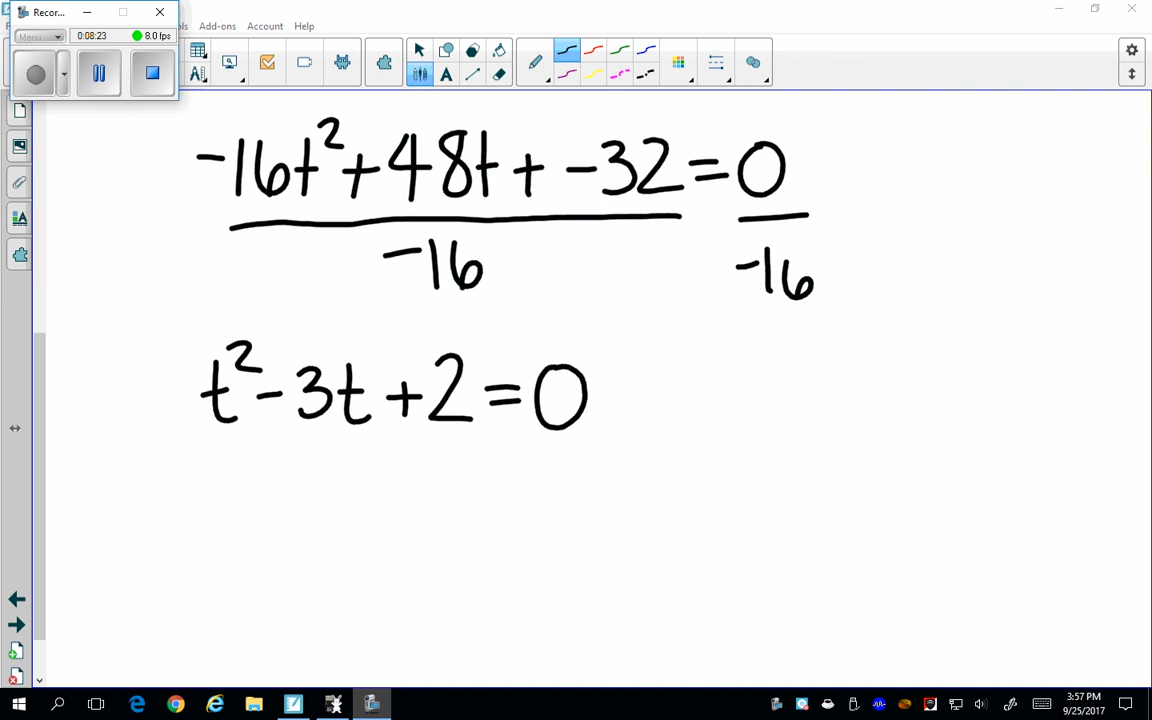 Recor...
Menu
0:08:23
8.0 fps
Add-ons
Account
Help
-16t²+48t+-32=0
-16
-16
t²-3t+2=0
3:57 PM
9/25/2017